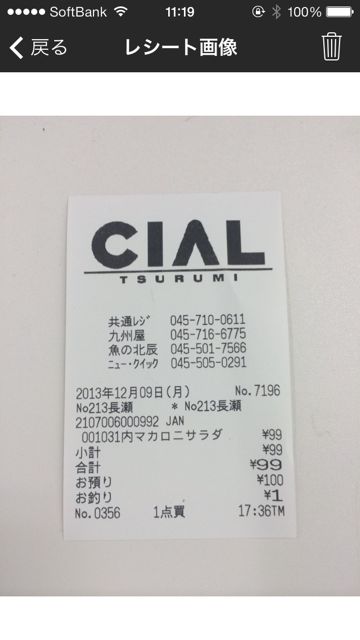 SoftBank 11:19 100%
戻る レシート画像
CIAL
TSURUMI
共通ﾚｼﾞ 045-710-0611
九州屋 045-716-6775
魚の北辰 045-501-7566
ﾆｭｰ･ｸｲｯｸ 045-505-0291
2013年12月09日(月) No.7196
No213長瀬 * No213長瀬
2107006000992 JAN
001031内マカロニサラダ ¥99
小計 ¥99
合計 ¥99
お預り ¥100
お釣り ¥1
No.0356 1点買 17:36TM